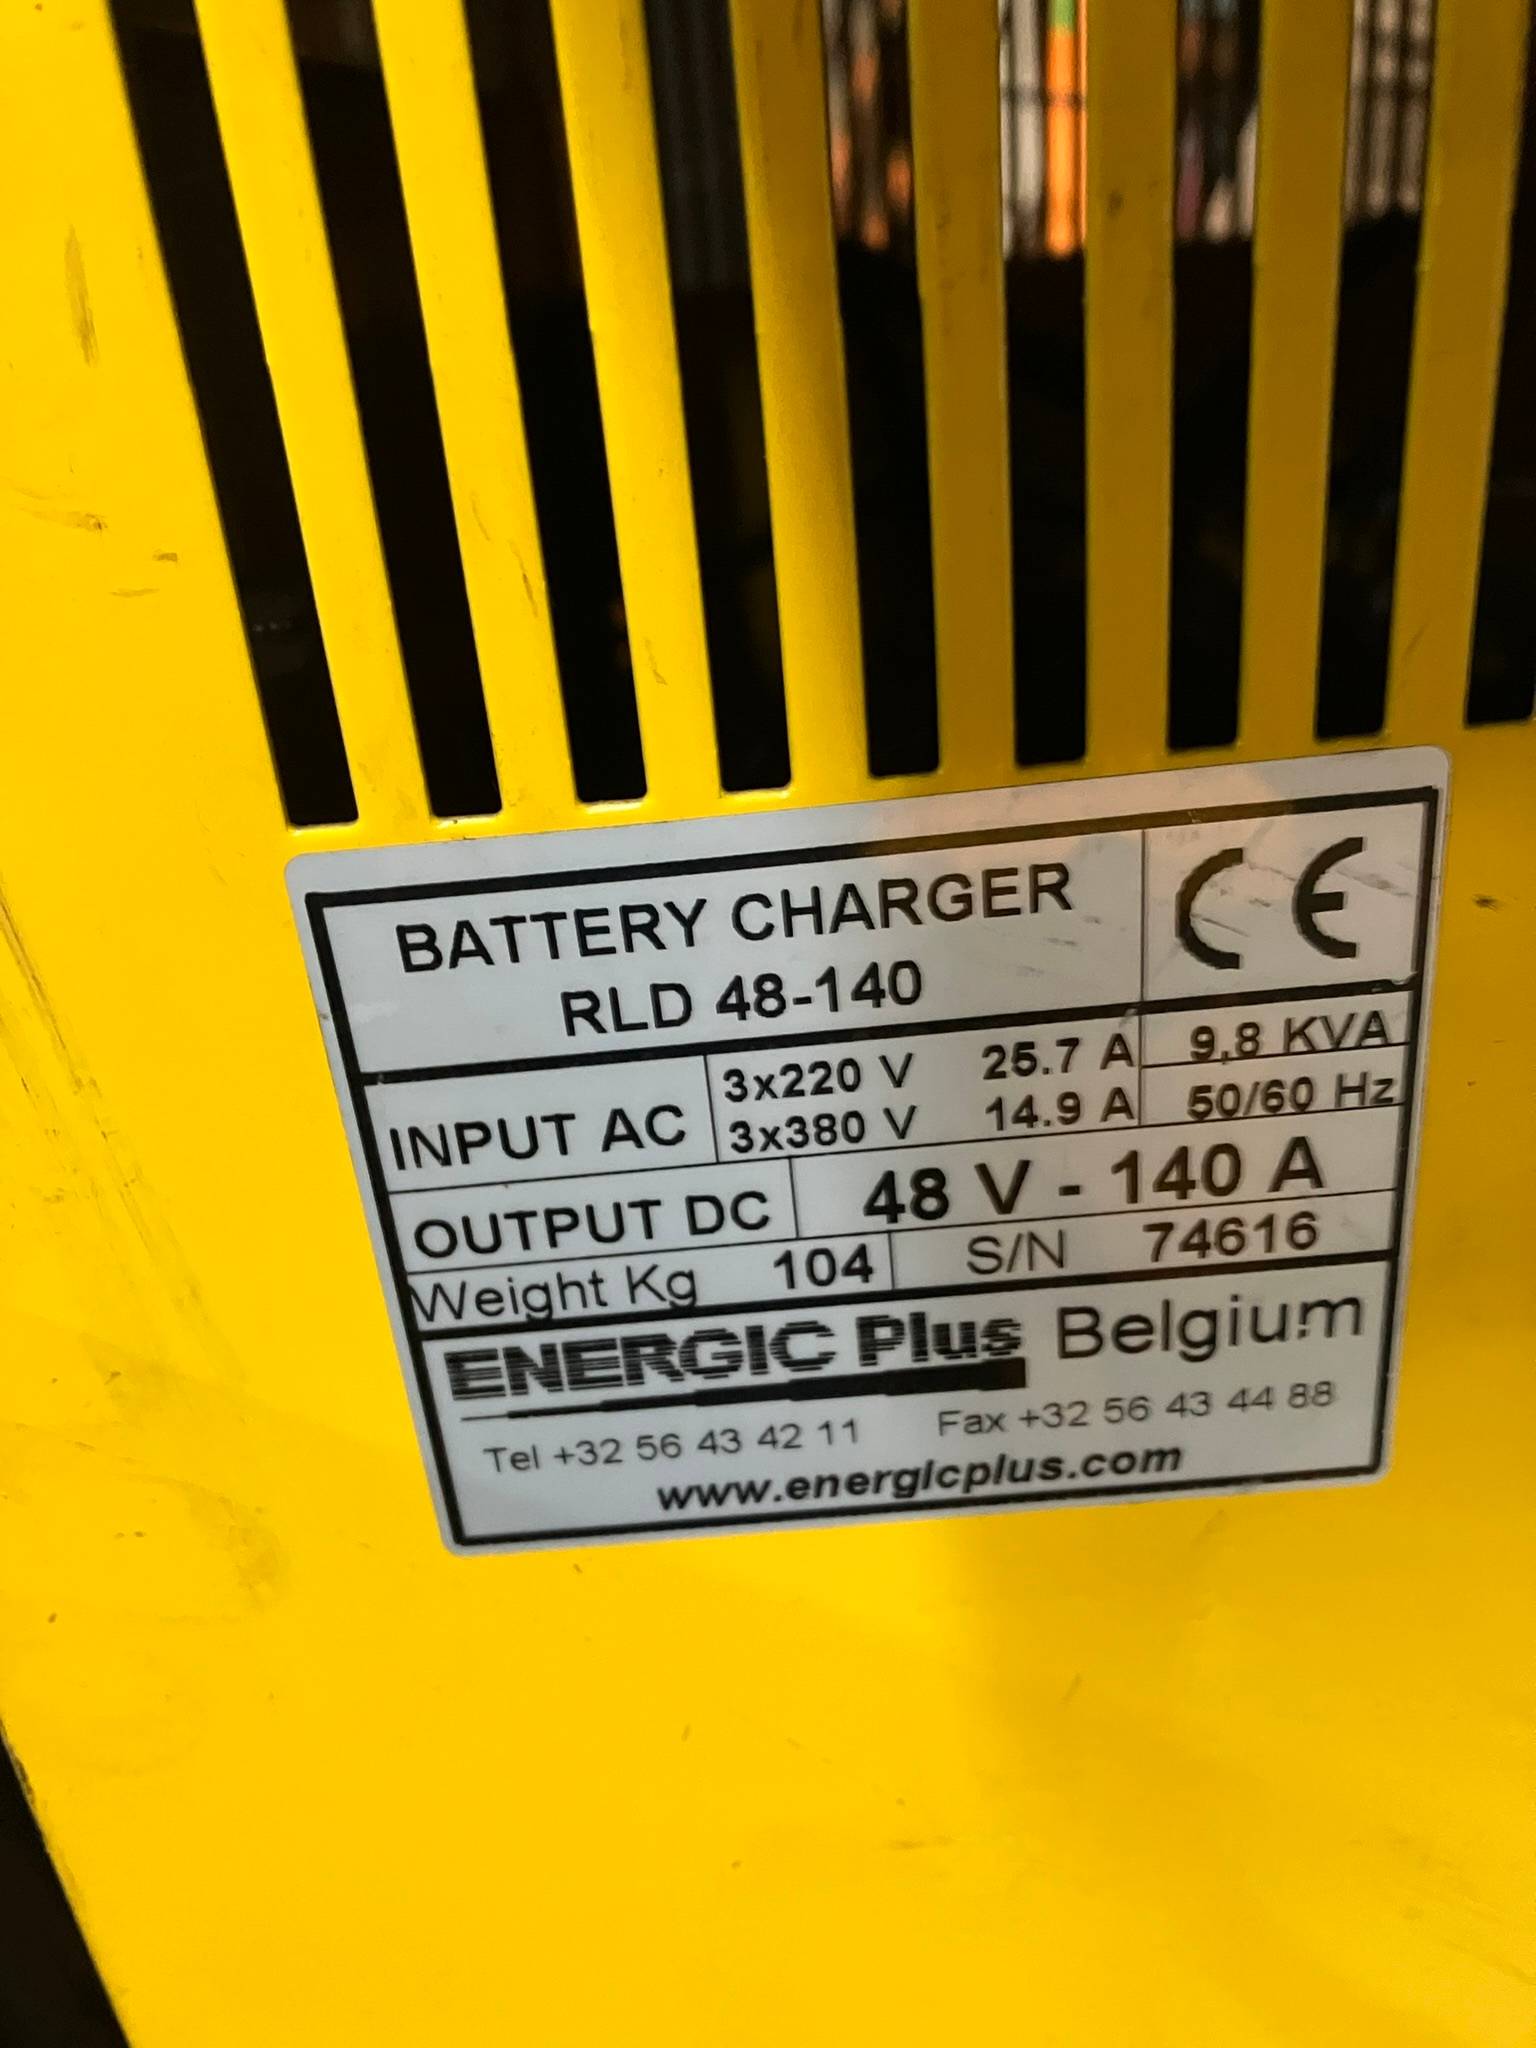 BATTERY CHARGER
RLD 48-140
CE
INPUT AC
3x220 V 25.7 A
3x380 V 14.9 A
9,8 KVA
50/60 Hz
OUTPUT DC 48 V - 140 A
Weight Kg 104 S/N 74616
ENERGIC Plus Belgium
Tel +32 56 43 42 11 Fax +32 56 43 44 88
www.energicplus.com